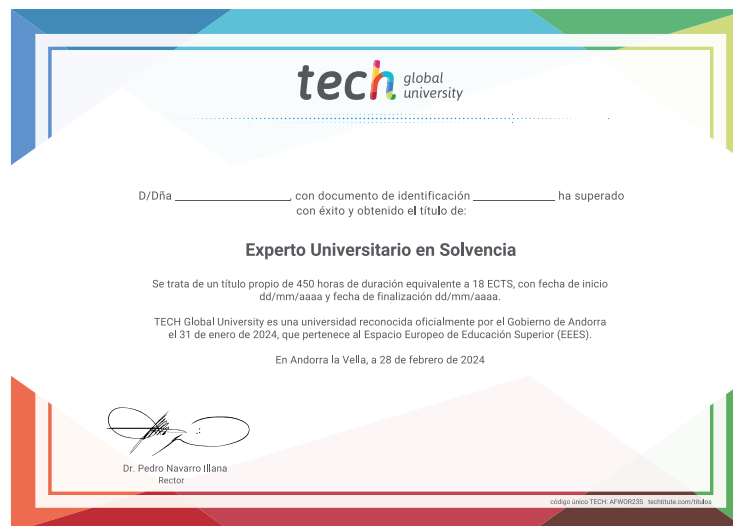 tech global university
D/Dña ______________, con documento de identificación ______________ ha superado
con éxito y obtenido el título de:
Experto Universitario en Solvencia
Se trata de un título propio de 450 horas de duración equivalente a 18 ECTS, con fecha de inicio
dd/mm/aaaa y fecha de finalización dd/mm/aaaa.
TECH Global University es una universidad reconocida oficialmente por el Gobierno de Andorra
el 31 de enero de 2024, que pertenece al Espacio Europeo de Educación Superior (EEES).
En Andorra la Vella, a 28 de febrero de 2024
Dr. Pedro Navarro Illana
Rector
código único TECH: AFWOR23S techtitute.com/titulos